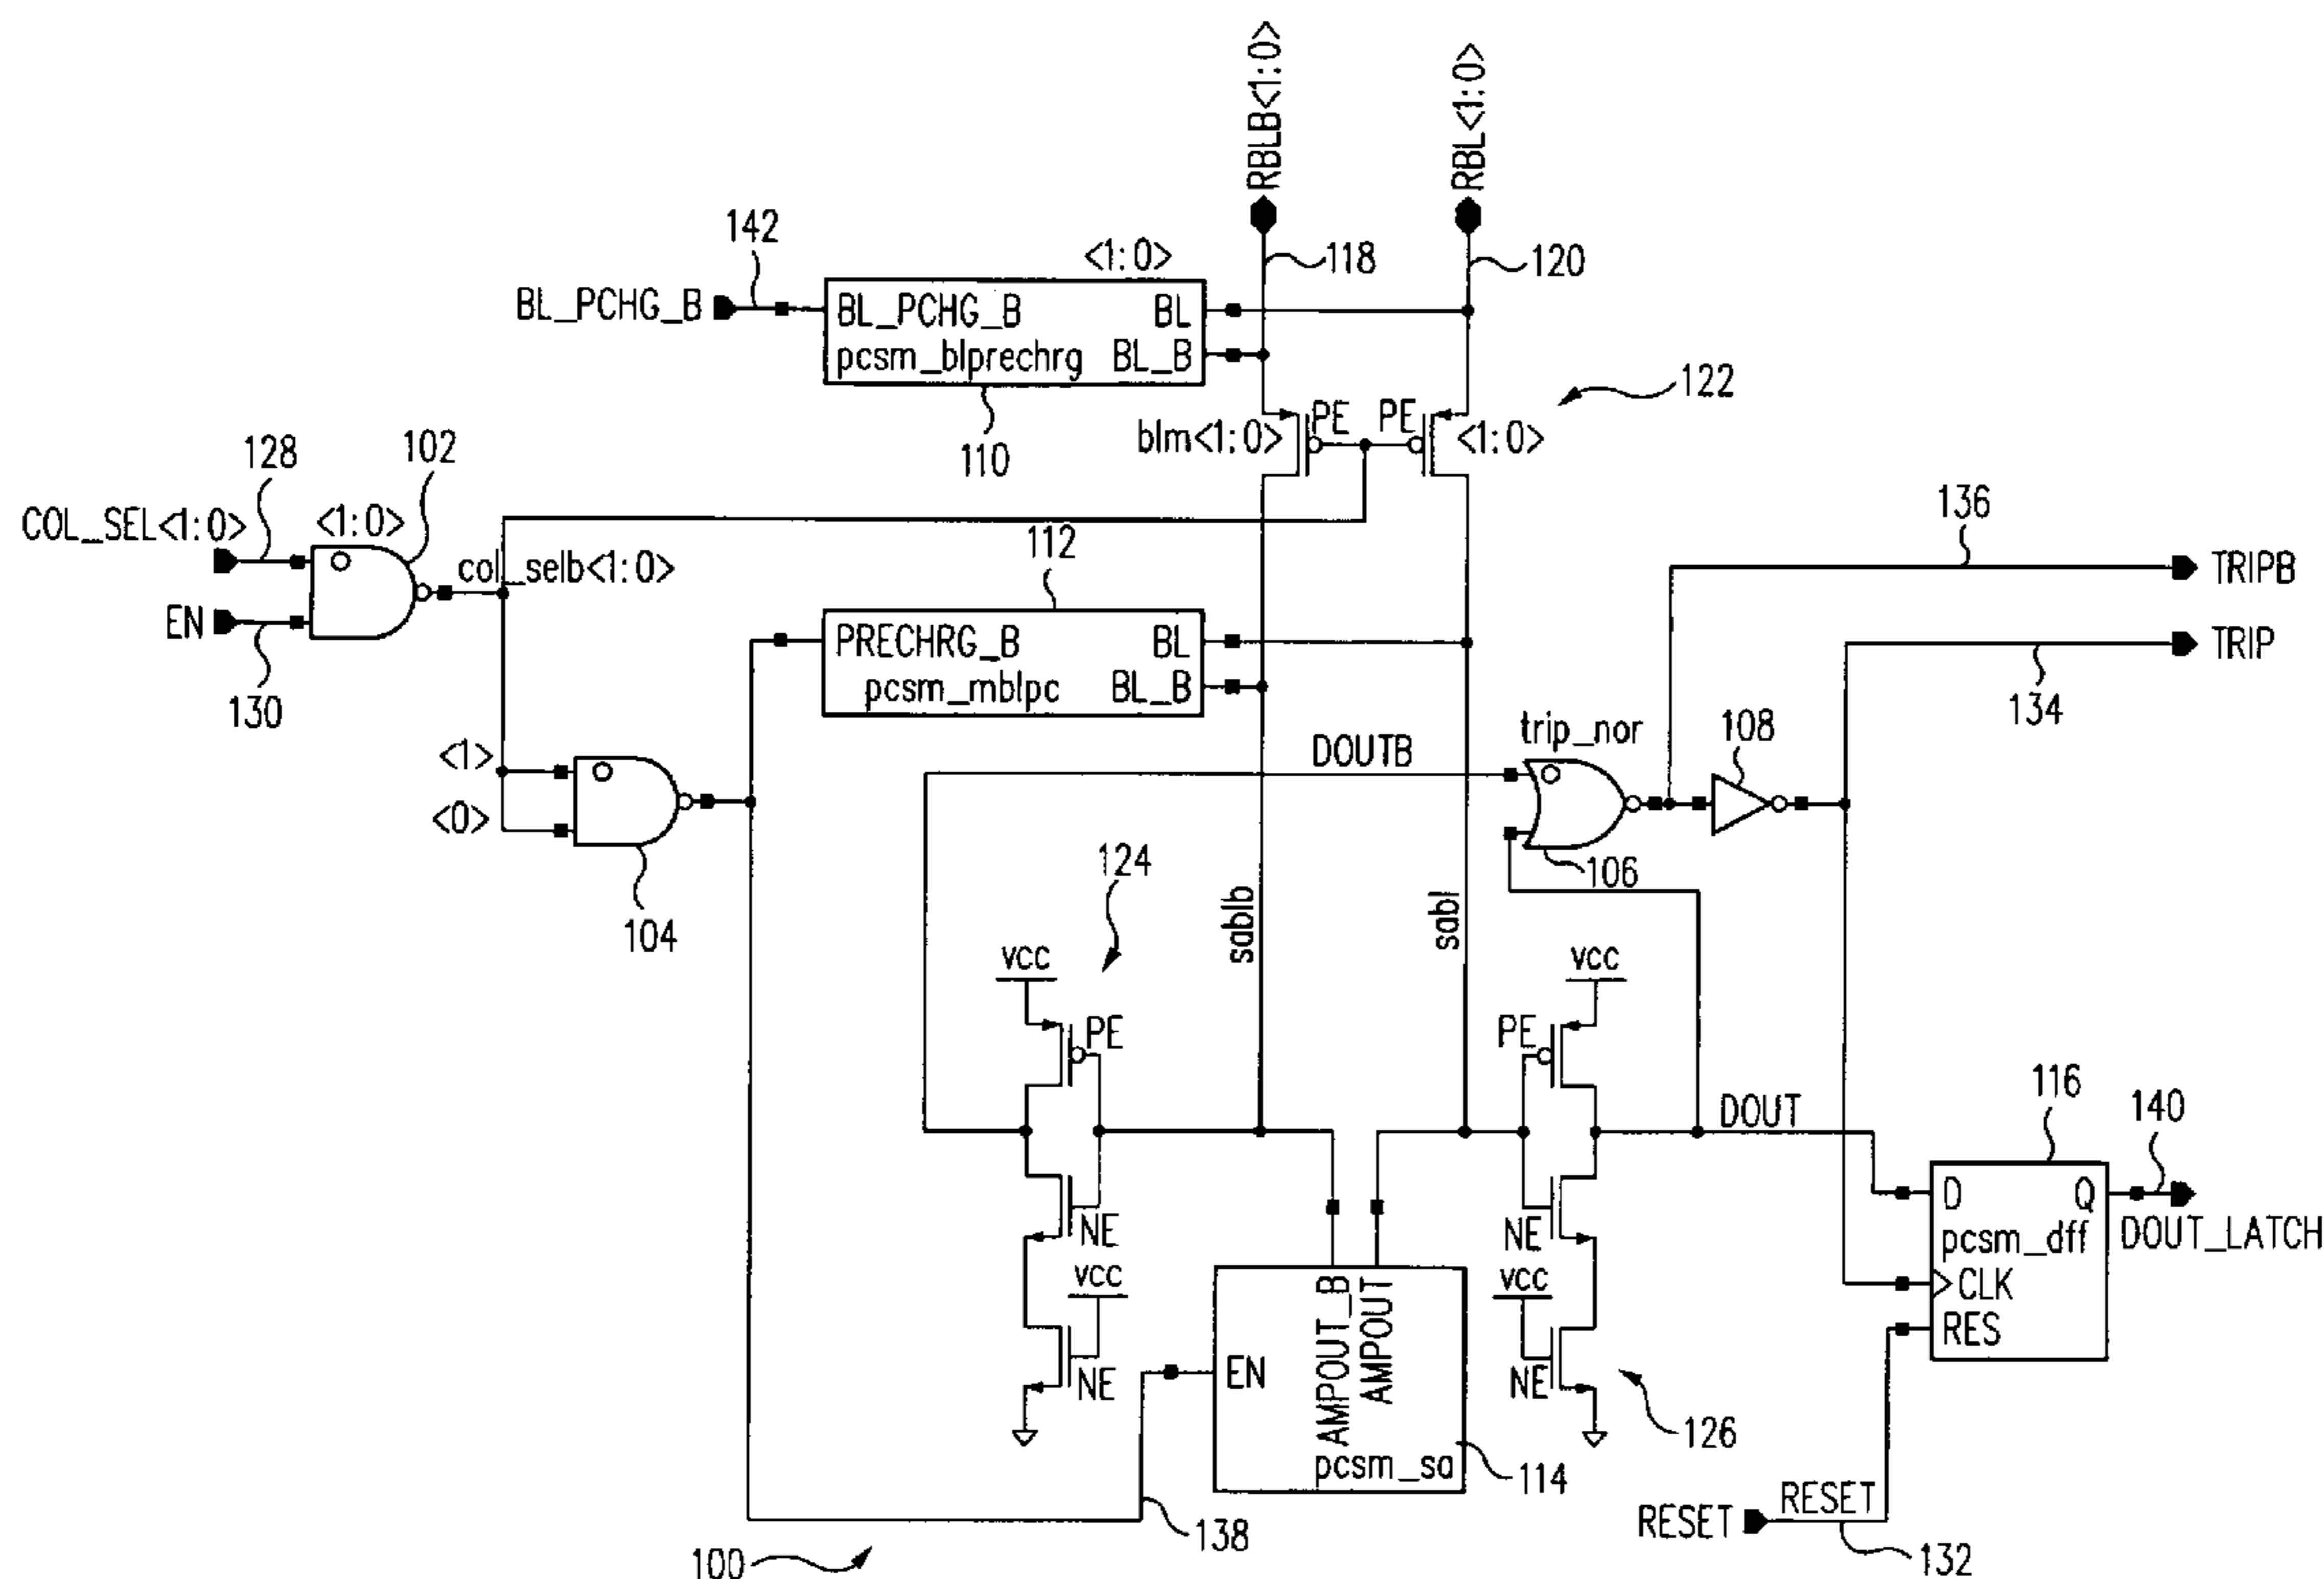 RBLB<1:0>
RBL<1:0>
142
<1:0>
118
120
BL_PCHG_B
BL_PCHG_B
BL
pcsm_blprechrg
BL_B
122
110
blm<1:0>
PE
PE
<1:0>
128
102
COL_SEL<1:0>
<1:0>
col_selb<1:0>
EN
130
112
PRECHRG_B
BL
pcsm_mblpc
BL_B
136
TRIPB
TRIP
134
<1>
<0>
104
DOUTB
trip_nor
108
106
124
sablb
sabl
vcc
PE
NE
vcc
NE
vcc
PE
NE
vcc
NE
126
DOUT
116
140
D
Q
pcsm_dff
DOUT_LATCH
CLK
RES
EN
AMPOUT_B
AMPOUT
pcsm_sa
114
138
RESET
RESET
132
100